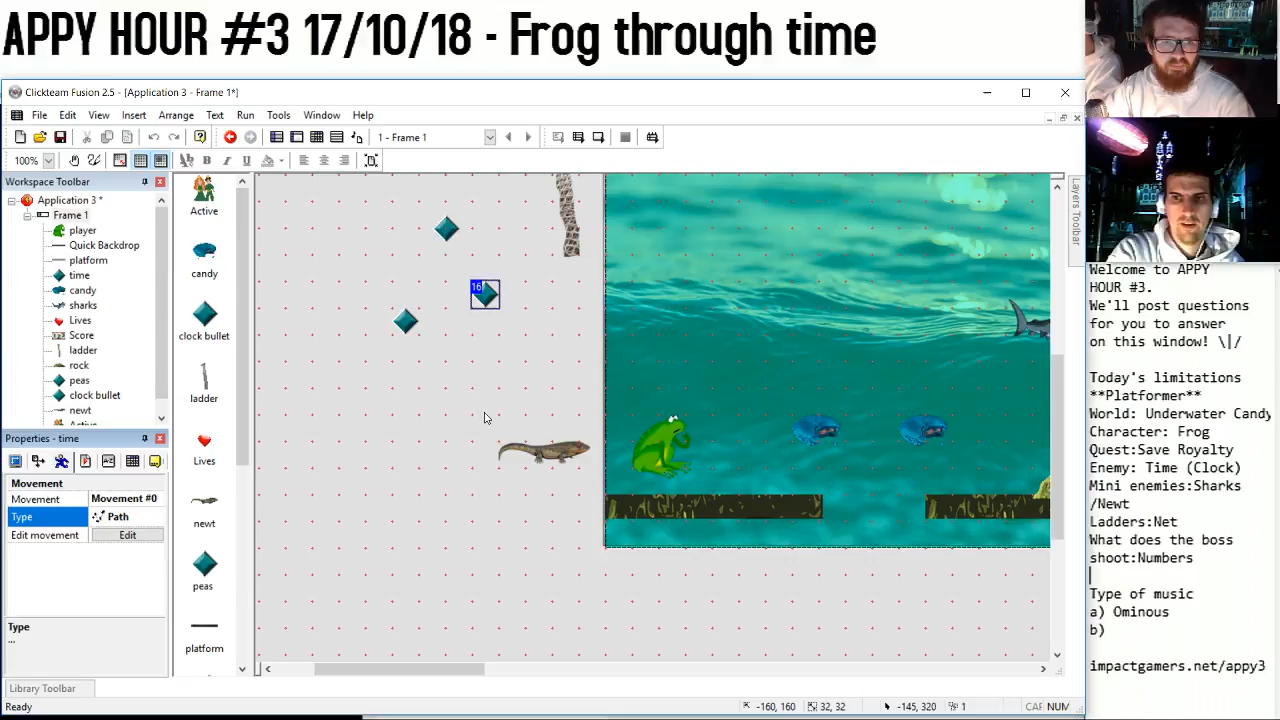 APPY HOUR #3 17/10/18 - Frog through time
Clickteam Fusion 2.5 - [Application 3 - Frame 1*]
File Edit View Insert Arrange Text Run Tools Window Help
1 - Frame 1
100%
Workspace Toolbar
Application 3 *
Frame 1
player
Quick Backdrop
platform
time
candy
sharks
Lives
Score
ladder
rock
peas
clock bullet
newt
Active
candy
clock bullet
ladder
Lives
newt
peas
platform
16
Layers Toolbar
Properties - time
Movement
Movement Movement #0
Type Path
Edit movement Edit
Type
...
Library Toolbar
Ready
-160, 160
32, 32
-145, 320
1
NUM
Welcome to APPY
HOUR #3.
We'll post questions
for you to answer
on this window! \|/
Today's limitations
**Platformer**
World: Underwater Candy
Character: Frog
Quest:Save Royalty
Enemy: Time (Clock)
Mini enemies:Sharks
/Newt
Ladders:Net
What does the boss
shoot:Numbers
Type of music
a) Ominous
b)
impactgamers.net/appy3